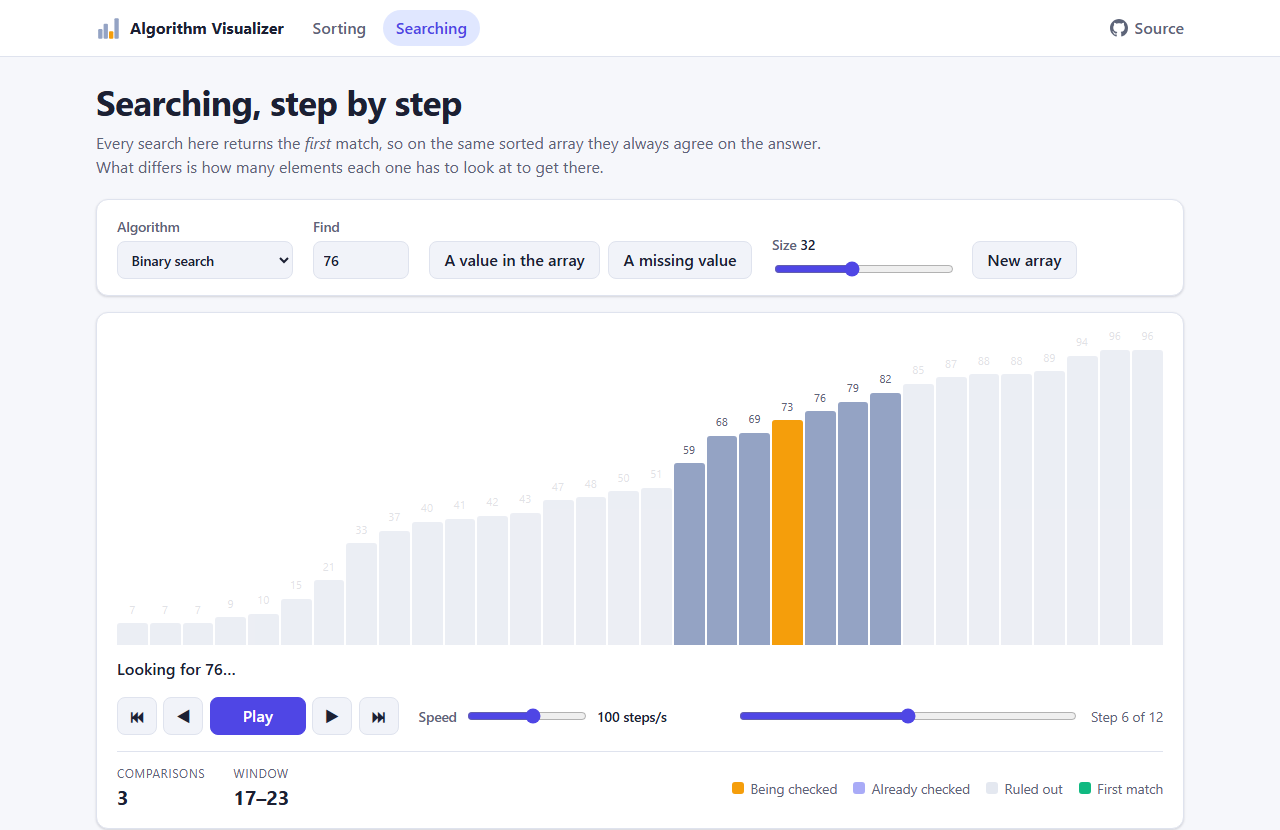 Algorithm Visualizer Sorting Searching Source
Searching, step by step
Every search here returns the first match, so on the same sorted array they always agree on the answer.
What differs is how many elements each one has to look at to get there.
Algorithm Find
Size 32
Binary search 76 A value in the array A missing value New array
7 7 7 9 10 15 21 33 37 40 41 42 43 47 48 50 51 59 68 69 73 76 79 82 85 87 88 88 89 94 96 96
Looking for 76…
Play Speed 100 steps/s Step 6 of 12
COMPARISONS WINDOW
3 17–23
Being checked Already checked Ruled out First match